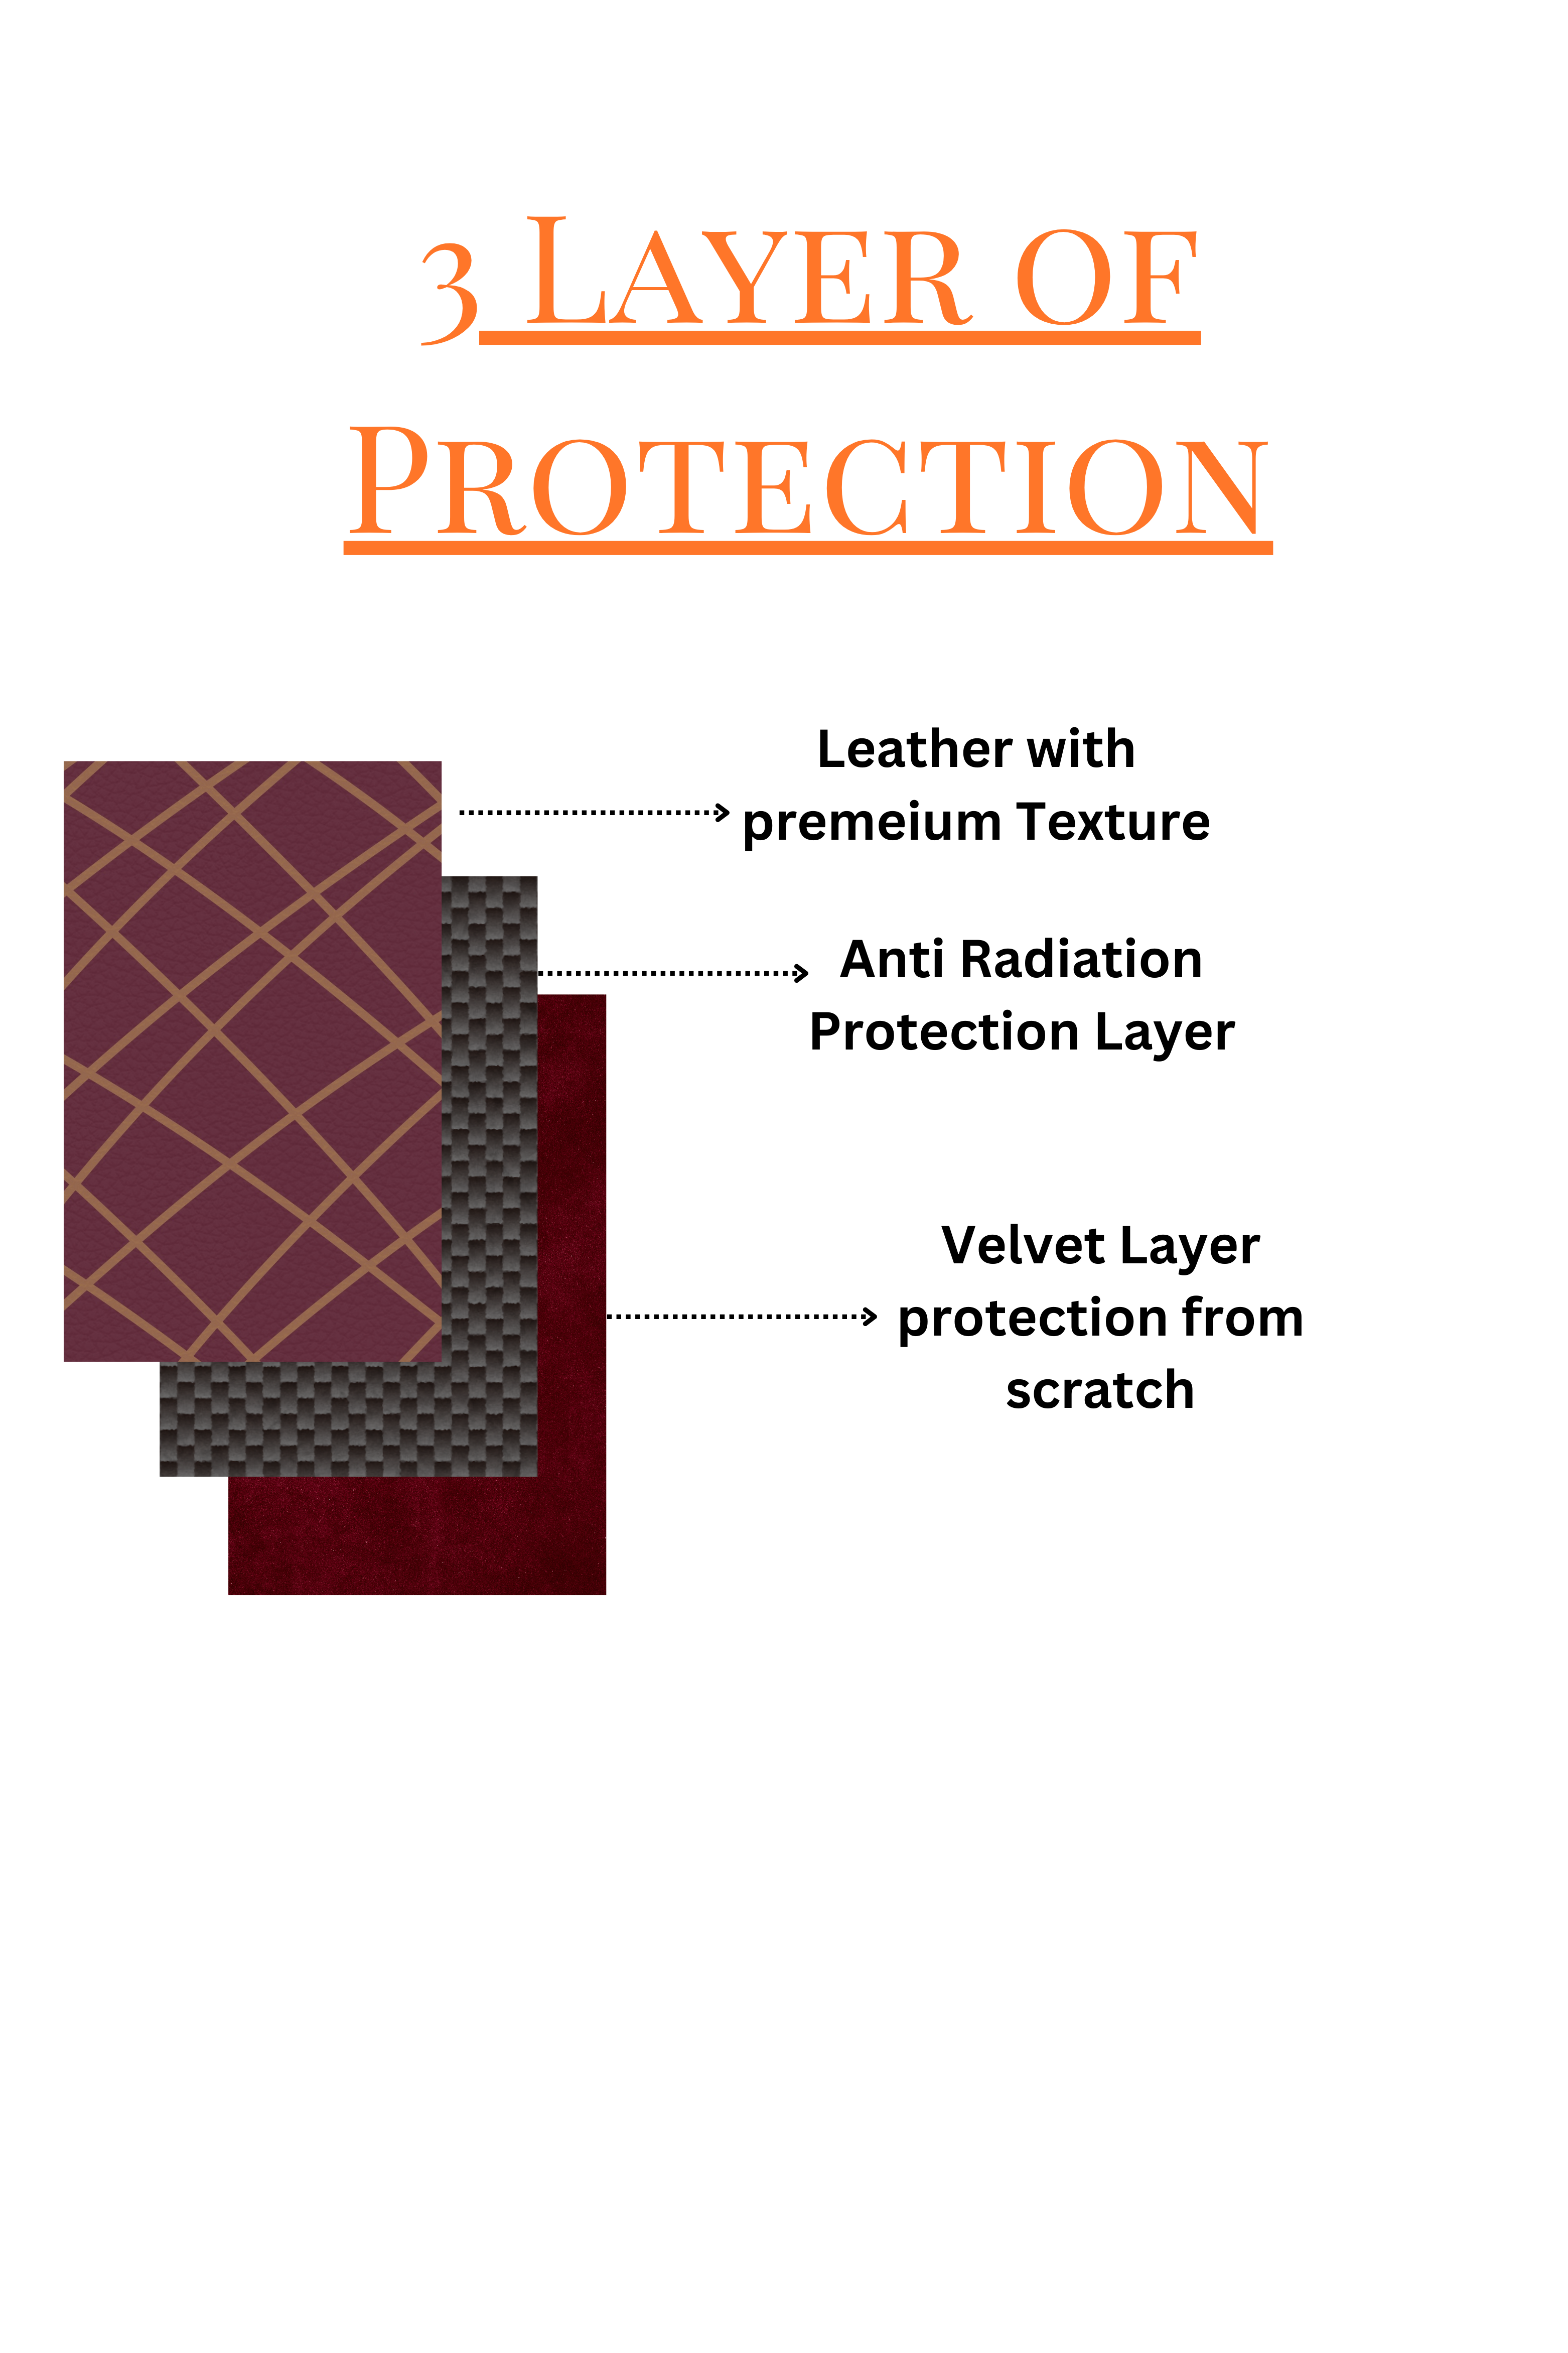 3 Layer of
Protection
Leather with
premeium Texture
Anti Radiation
Protection Layer
Velvet Layer
protection from
scratch